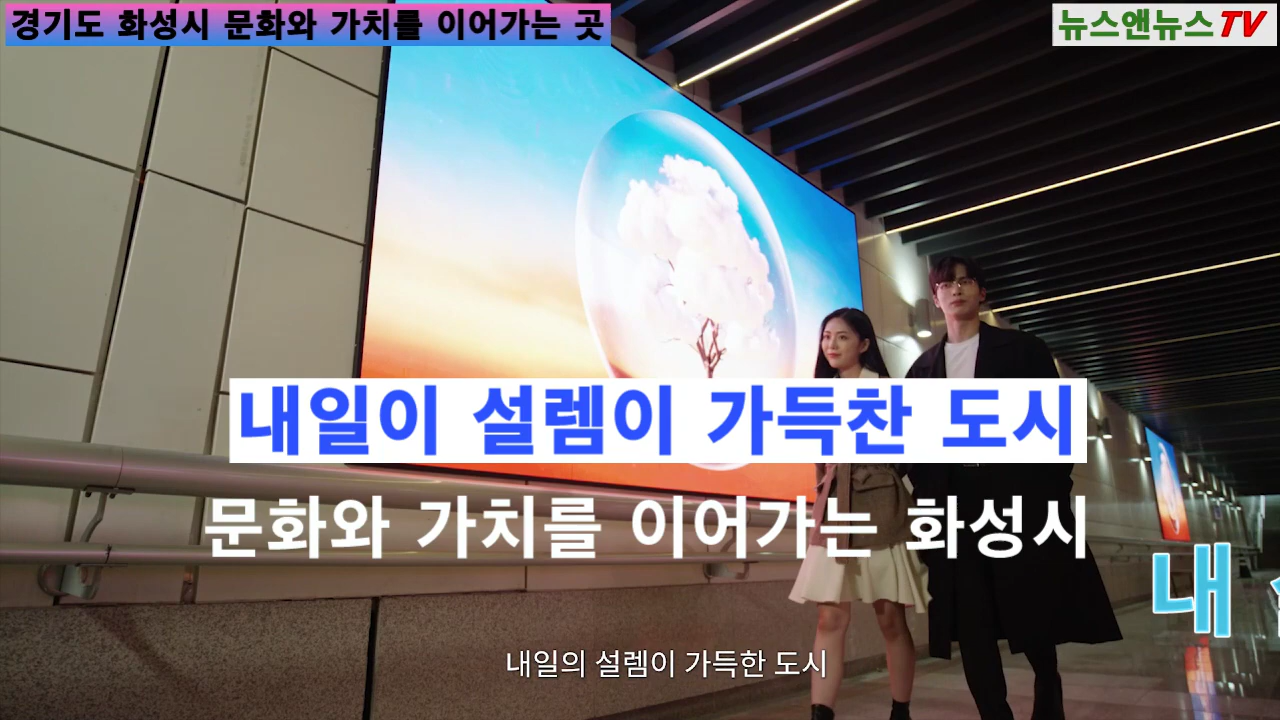 경기도 화성시 문화와 가치를 이어가는 곳
뉴스앤뉴스TV
내일이 설렘이 가득찬 도시
문화와 가치를 이어가는 화성시
내
내일의 설렘이 가득한 도시